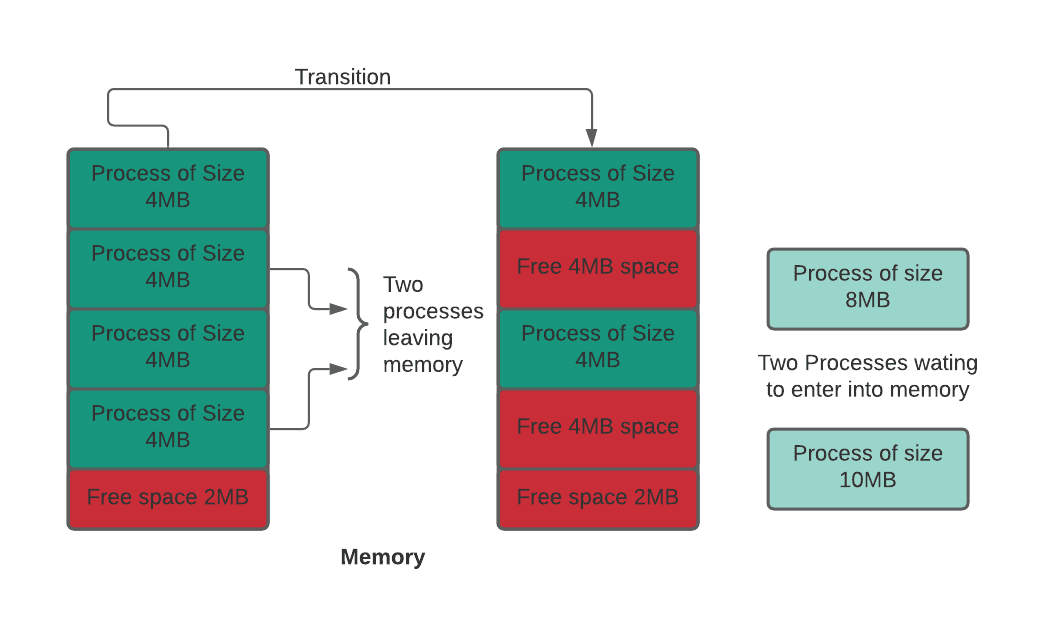 Transition
Process of Size
4MB
Process of Size
4MB
Process of Size
4MB
Process of Size
4MB
Free space 2MB
Two
processes
leaving
memory
Process of Size
4MB
Free 4MB space
Process of Size
4MB
Free 4MB space
Free space 2MB
Process of size
8MB
Two Processes wating
to enter into memory
Process of size
10MB
Memory